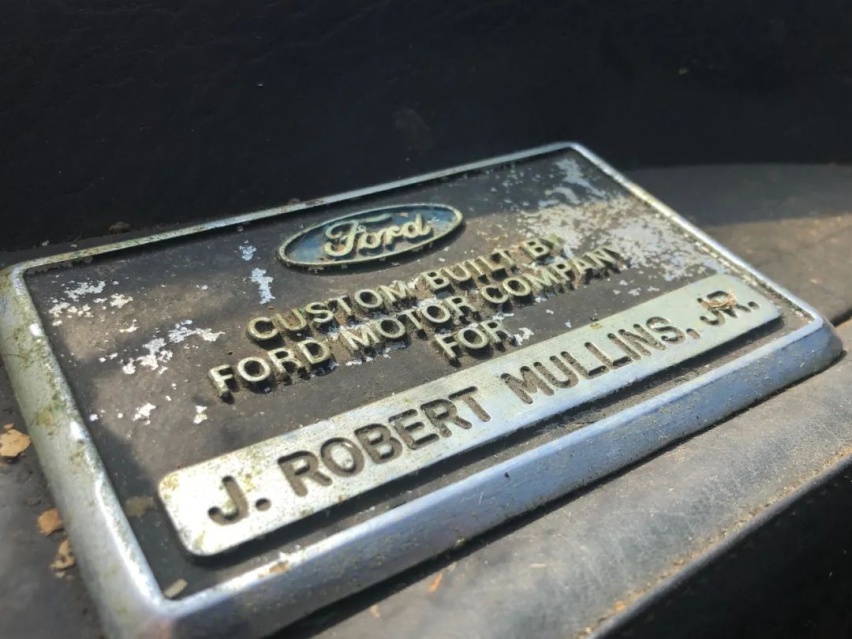 Ford
CUSTOM BUILT BY
FORD MOTOR COMPANY
FOR
J. ROBERT MULLINS, JR.